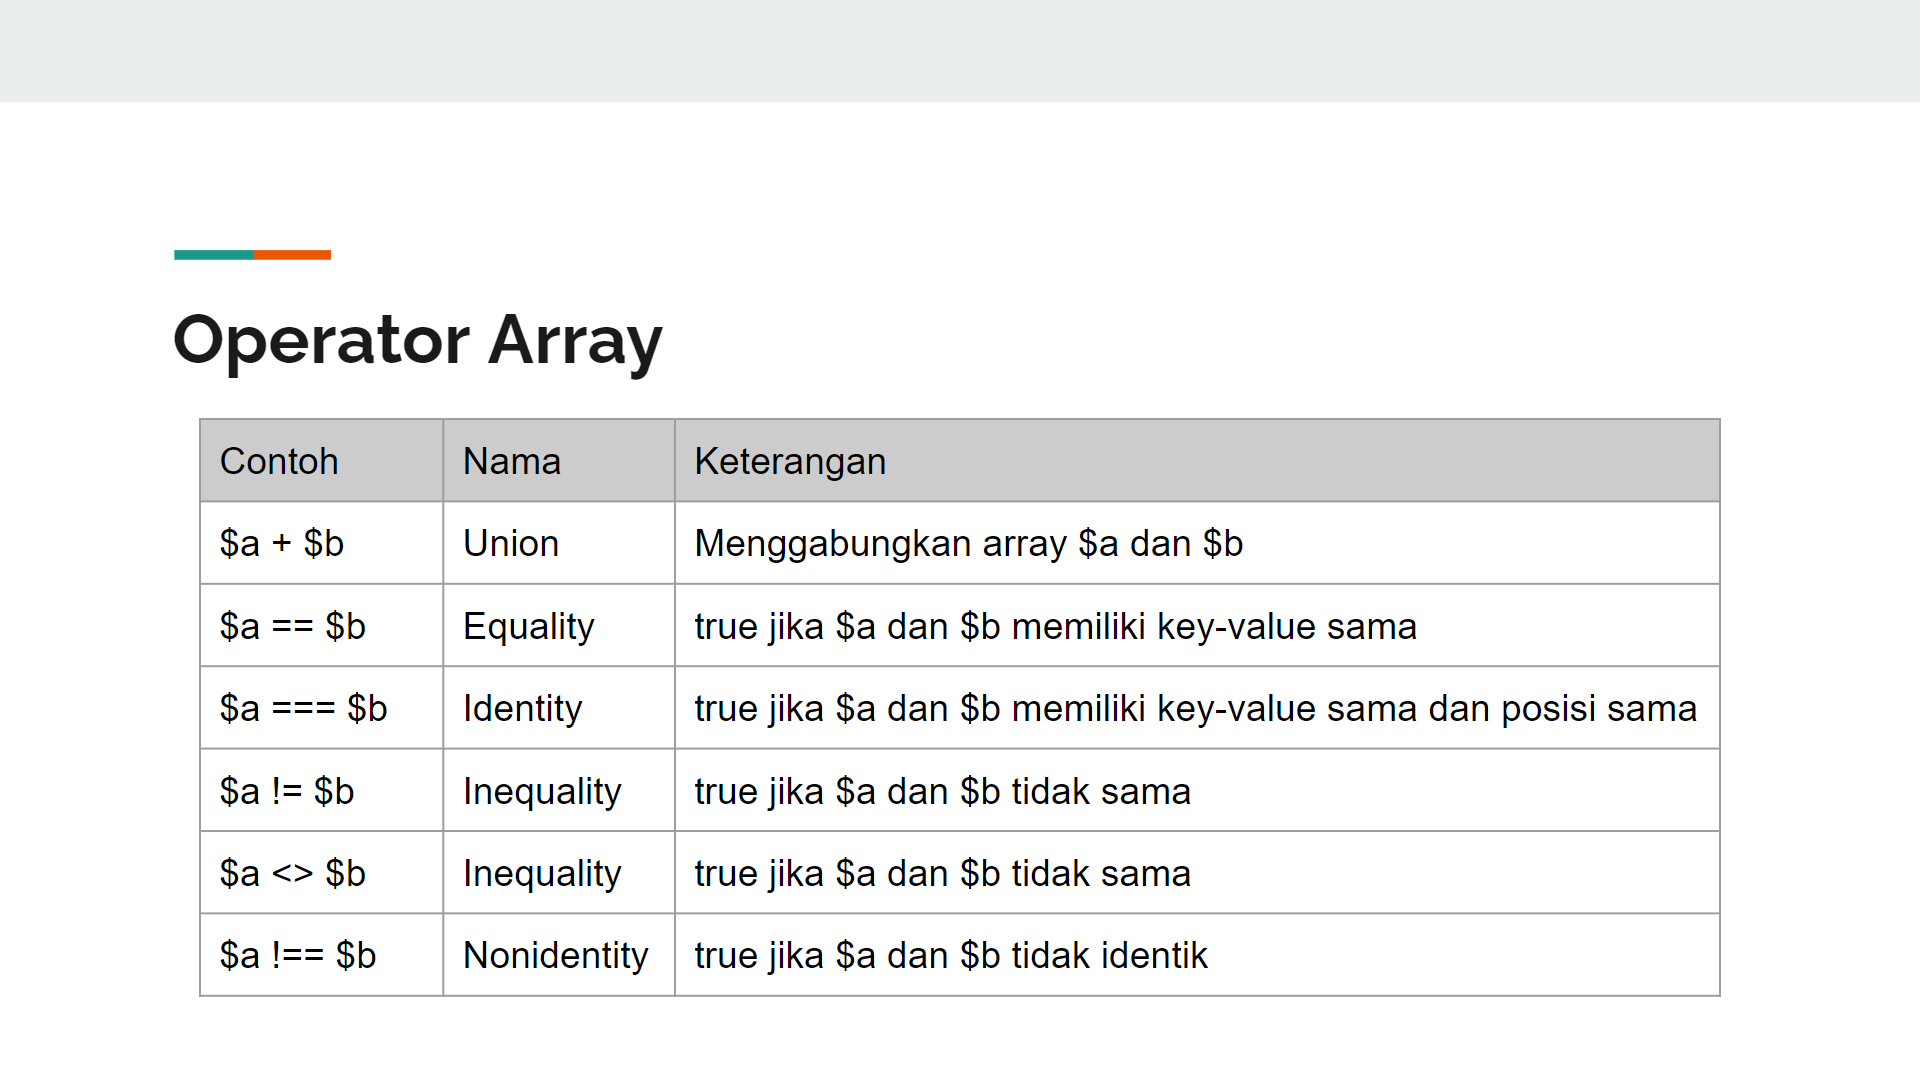 Operator Array
Contoh Nama Keterangan
$a + $b Union Menggabungkan array $a dan $b
$a == $b Equality true jika $a dan $b memiliki key-value sama
$a === $b Identity true jika $a dan $b memiliki key-value sama dan posisi sama
$a != $b Inequality true jika $a dan $b tidak sama
$a <> $b Inequality true jika $a dan $b tidak sama
$a !== $b Nonidentity true jika $a dan $b tidak identik